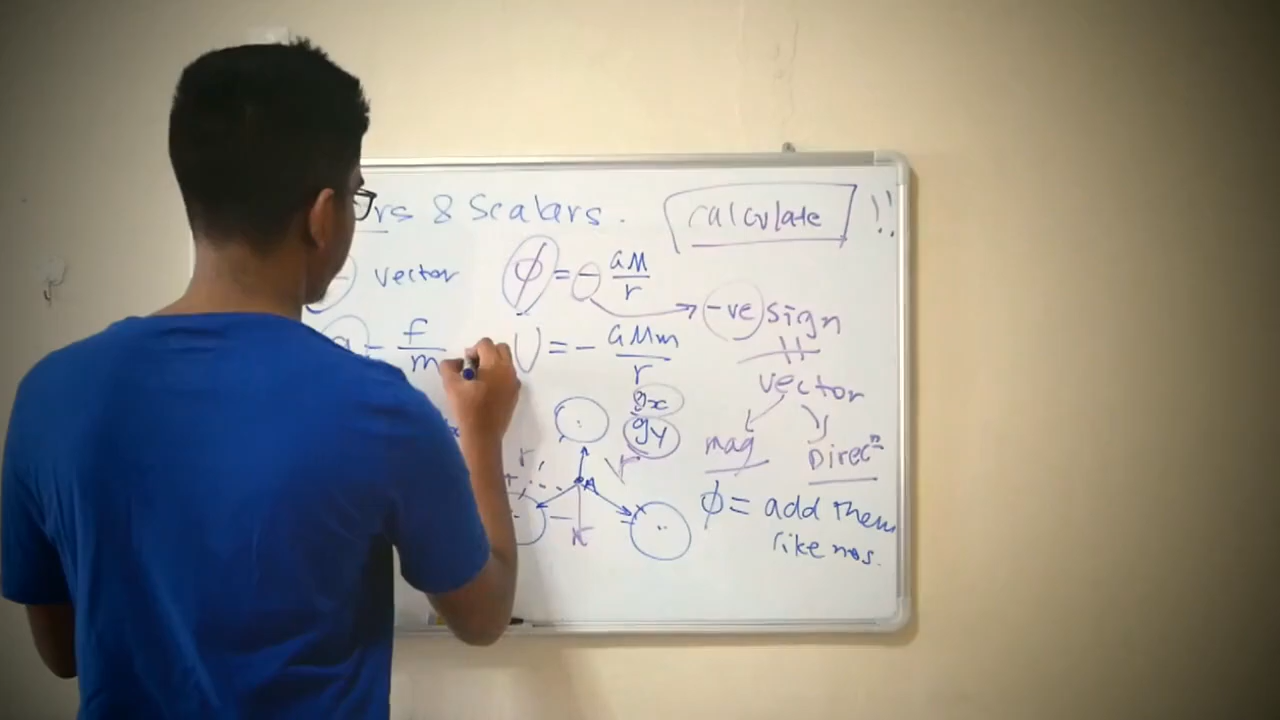 rs & Scalars.
calculate !!
vector
ϕ = - GM/r
-ve sign
g - F/m
U = - GMm/r
vector
gx
gy
mag
Direcⁿ
r
A
ϕ = add them
like nos.